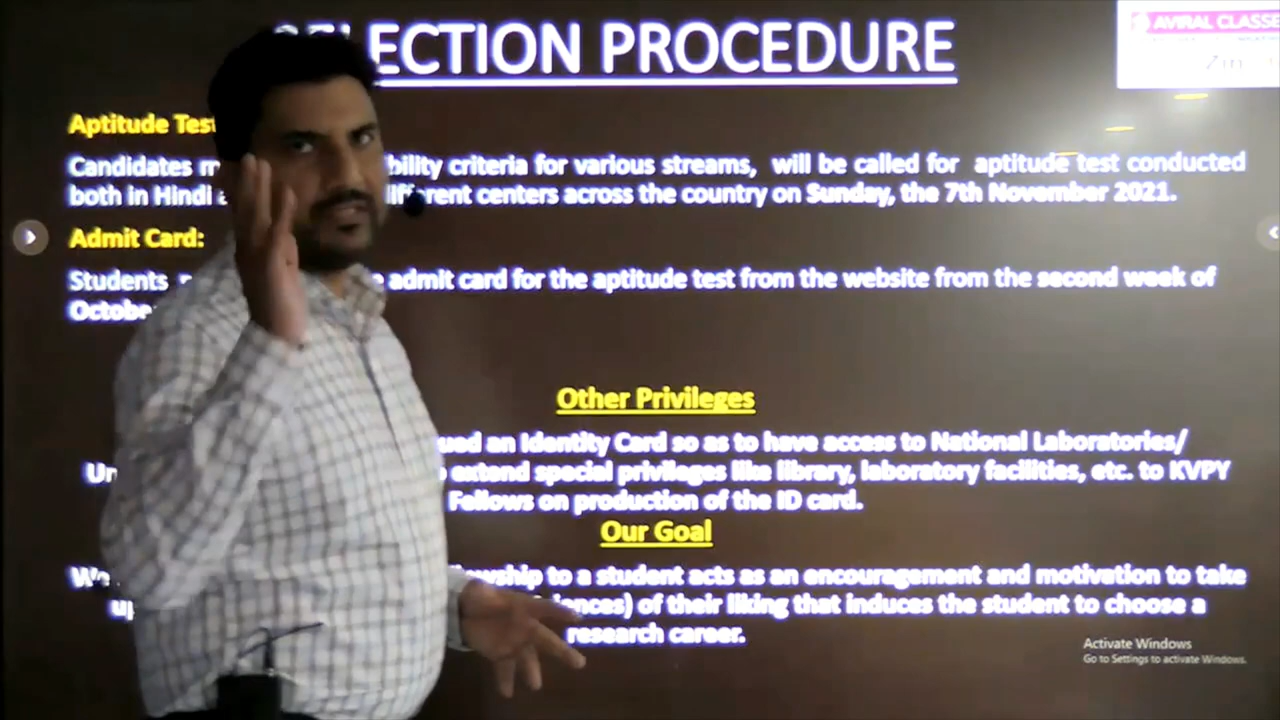 ECTION PROCEDURE
AVIRAL CLASSE
Aptitude Test
Candidates bility criteria for various streams, will be called for aptitude test conducted
both in Hindi centers across the country on Sunday, the 7th November 2021.
Admit Card:
Students admit card for the aptitude test from the website from the second week of
Octobe
Other Privileges
ued an Identity Card so as to have access to National Laboratories/
Un extend special privileges like library, laboratory facilities, etc. to KVPY
Fellows on production of the ID card.
Our Goal
We wship to a student acts as an encouragement and motivation to take
up iences) of their liking that induces the student to choose a
research career.
Activate Windows
Go to Settings to activate Windows.